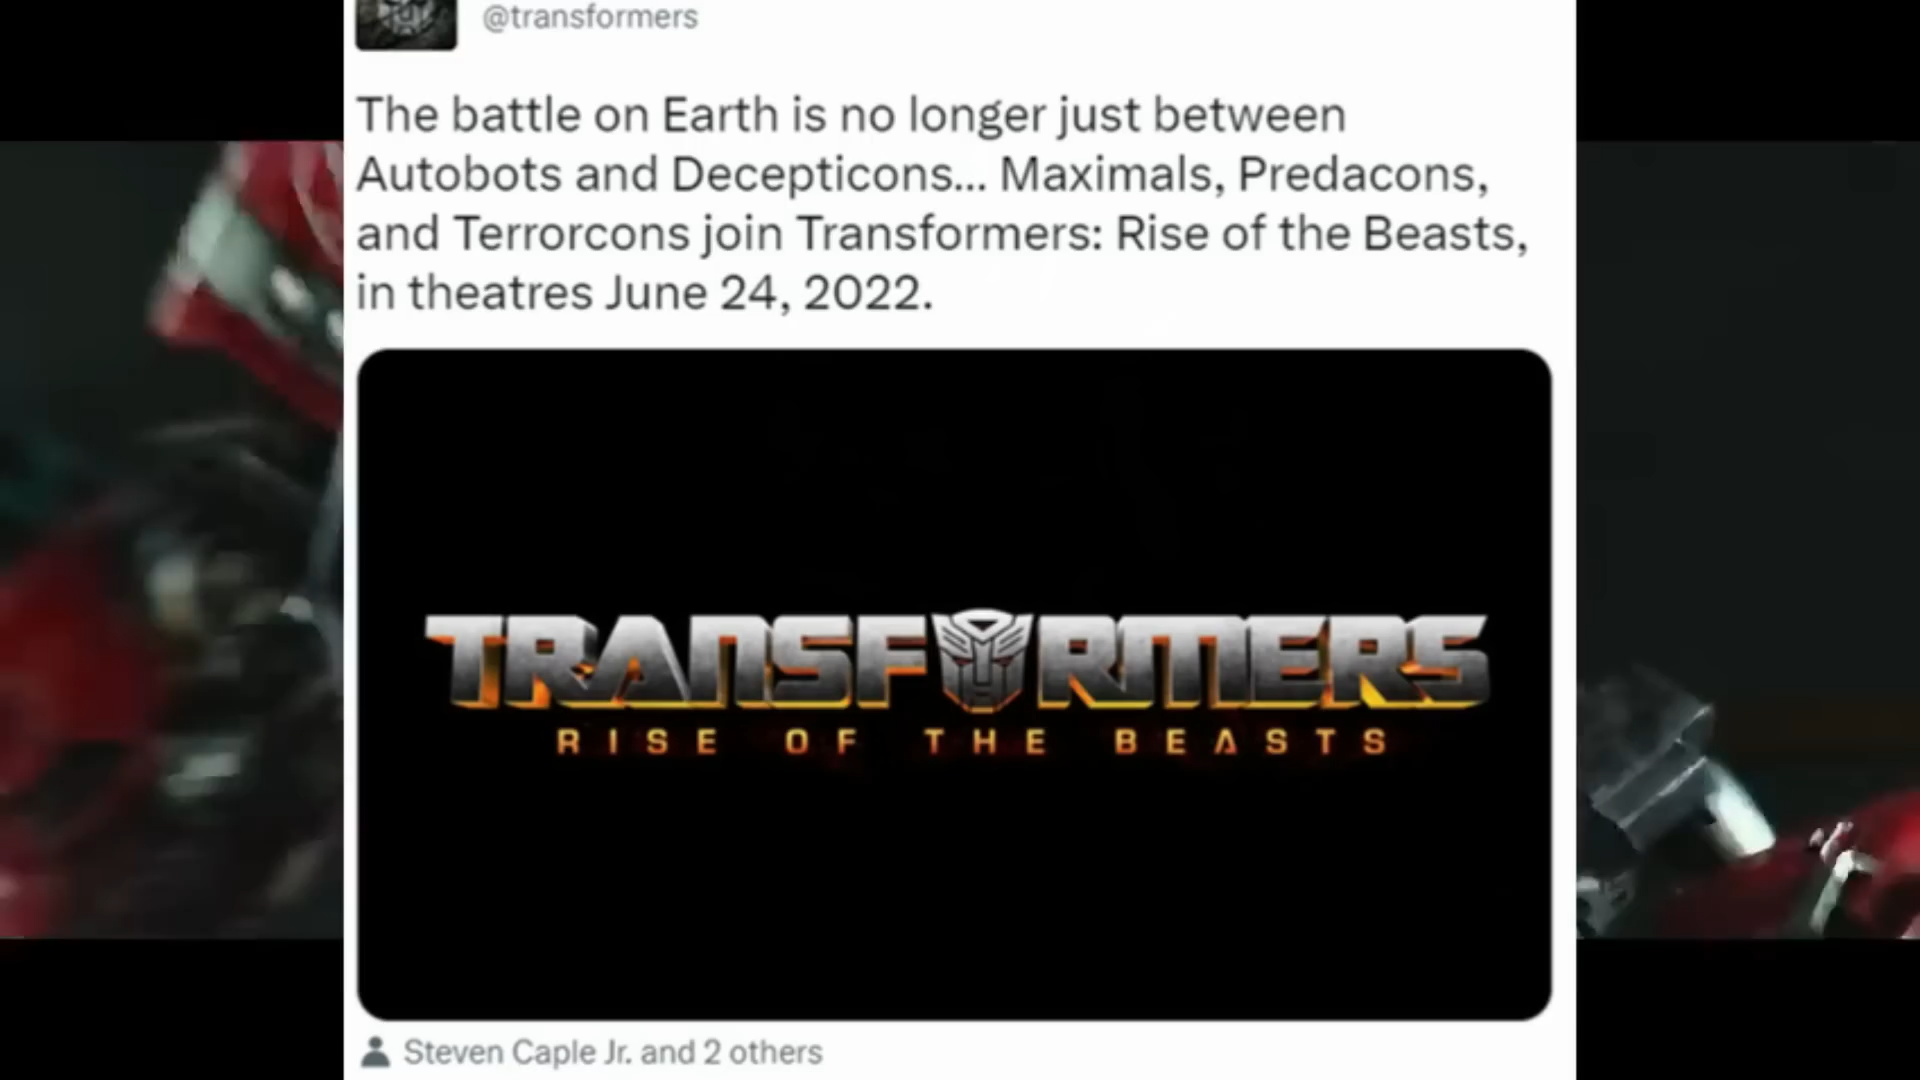 @transformers
The battle on Earth is no longer just between
Autobots and Decepticons... Maximals, Predacons,
and Terrorcons join Transformers: Rise of the Beasts,
in theatres June 24, 2022.
TRANSFORMERS
RISE OF THE BEASTS
Steven Caple Jr. and 2 others